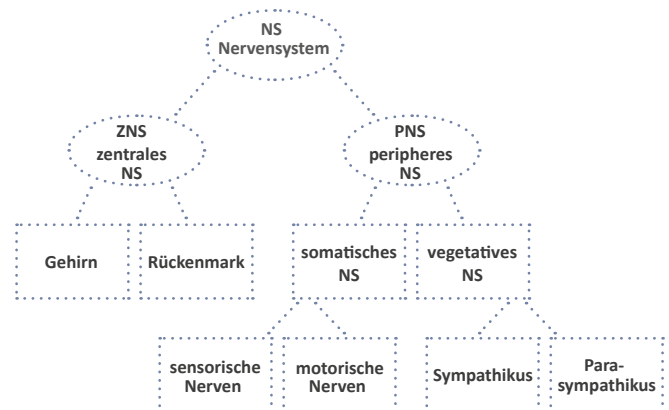 NS
Nervensystem
ZNS
zentrales
NS
PNS
peripheres
NS
Gehirn
Rückenmark
somatisches
NS
vegetatives
NS
sensorische
Nerven
motorische
Nerven
Sympathikus
Para-
sympathikus